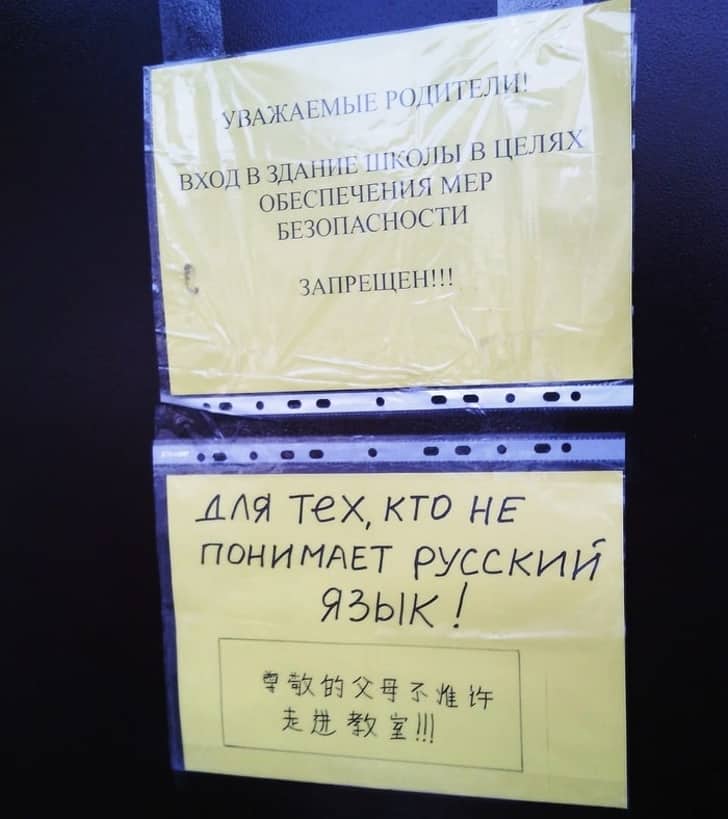 УВАЖАЕМЫЕ РОДИТЕЛИ!
ВХОД В ЗДАНИЕ ШКОЛЫ В ЦЕЛЯХ
ОБЕСПЕЧЕНИЯ МЕР
БЕЗОПАСНОСТИ
ЗАПРЕЩЕН!!!
ДЛЯ ТЕХ, КТО НЕ
ПОНИМАЕТ РУССКИЙ
ЯЗЫК!
尊敬的父母不准许
走进教室!!!